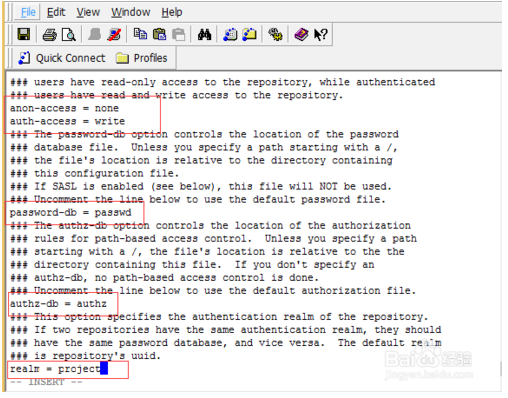 File Edit View Window Help
Quick Connect Profiles
### users have read-only access to the repository, while authenticated
### users have read and write access to the repository.
anon-access = none
auth-access = write
### The password-db option controls the location of the password
### database file.  Unless you specify a path starting with a /,
### the file's location is relative to the directory containing
### this configuration file.
### If SASL is enabled (see below), this file will NOT be used.
### Uncomment the line below to use the default password file.
password-db = passwd
### The authz-db option controls the location of the authorization
### rules for path-based access control.  Unless you specify a path
### starting with a /, the file's location is relative to the the
### directory containing this file.  If you don't specify an
### authz-db, no path-based access control is done.
### Uncomment the line below to use the default authorization file.
authz-db = authz
### This option specifies the authentication realm of the repository.
### If two repositories have the same authentication realm, they should
### have the same password database, and vice versa.  The default realm
### is repository's uuid.
realm = project
-- INSERT --
Baidu 经验
jingyan.baidu.com